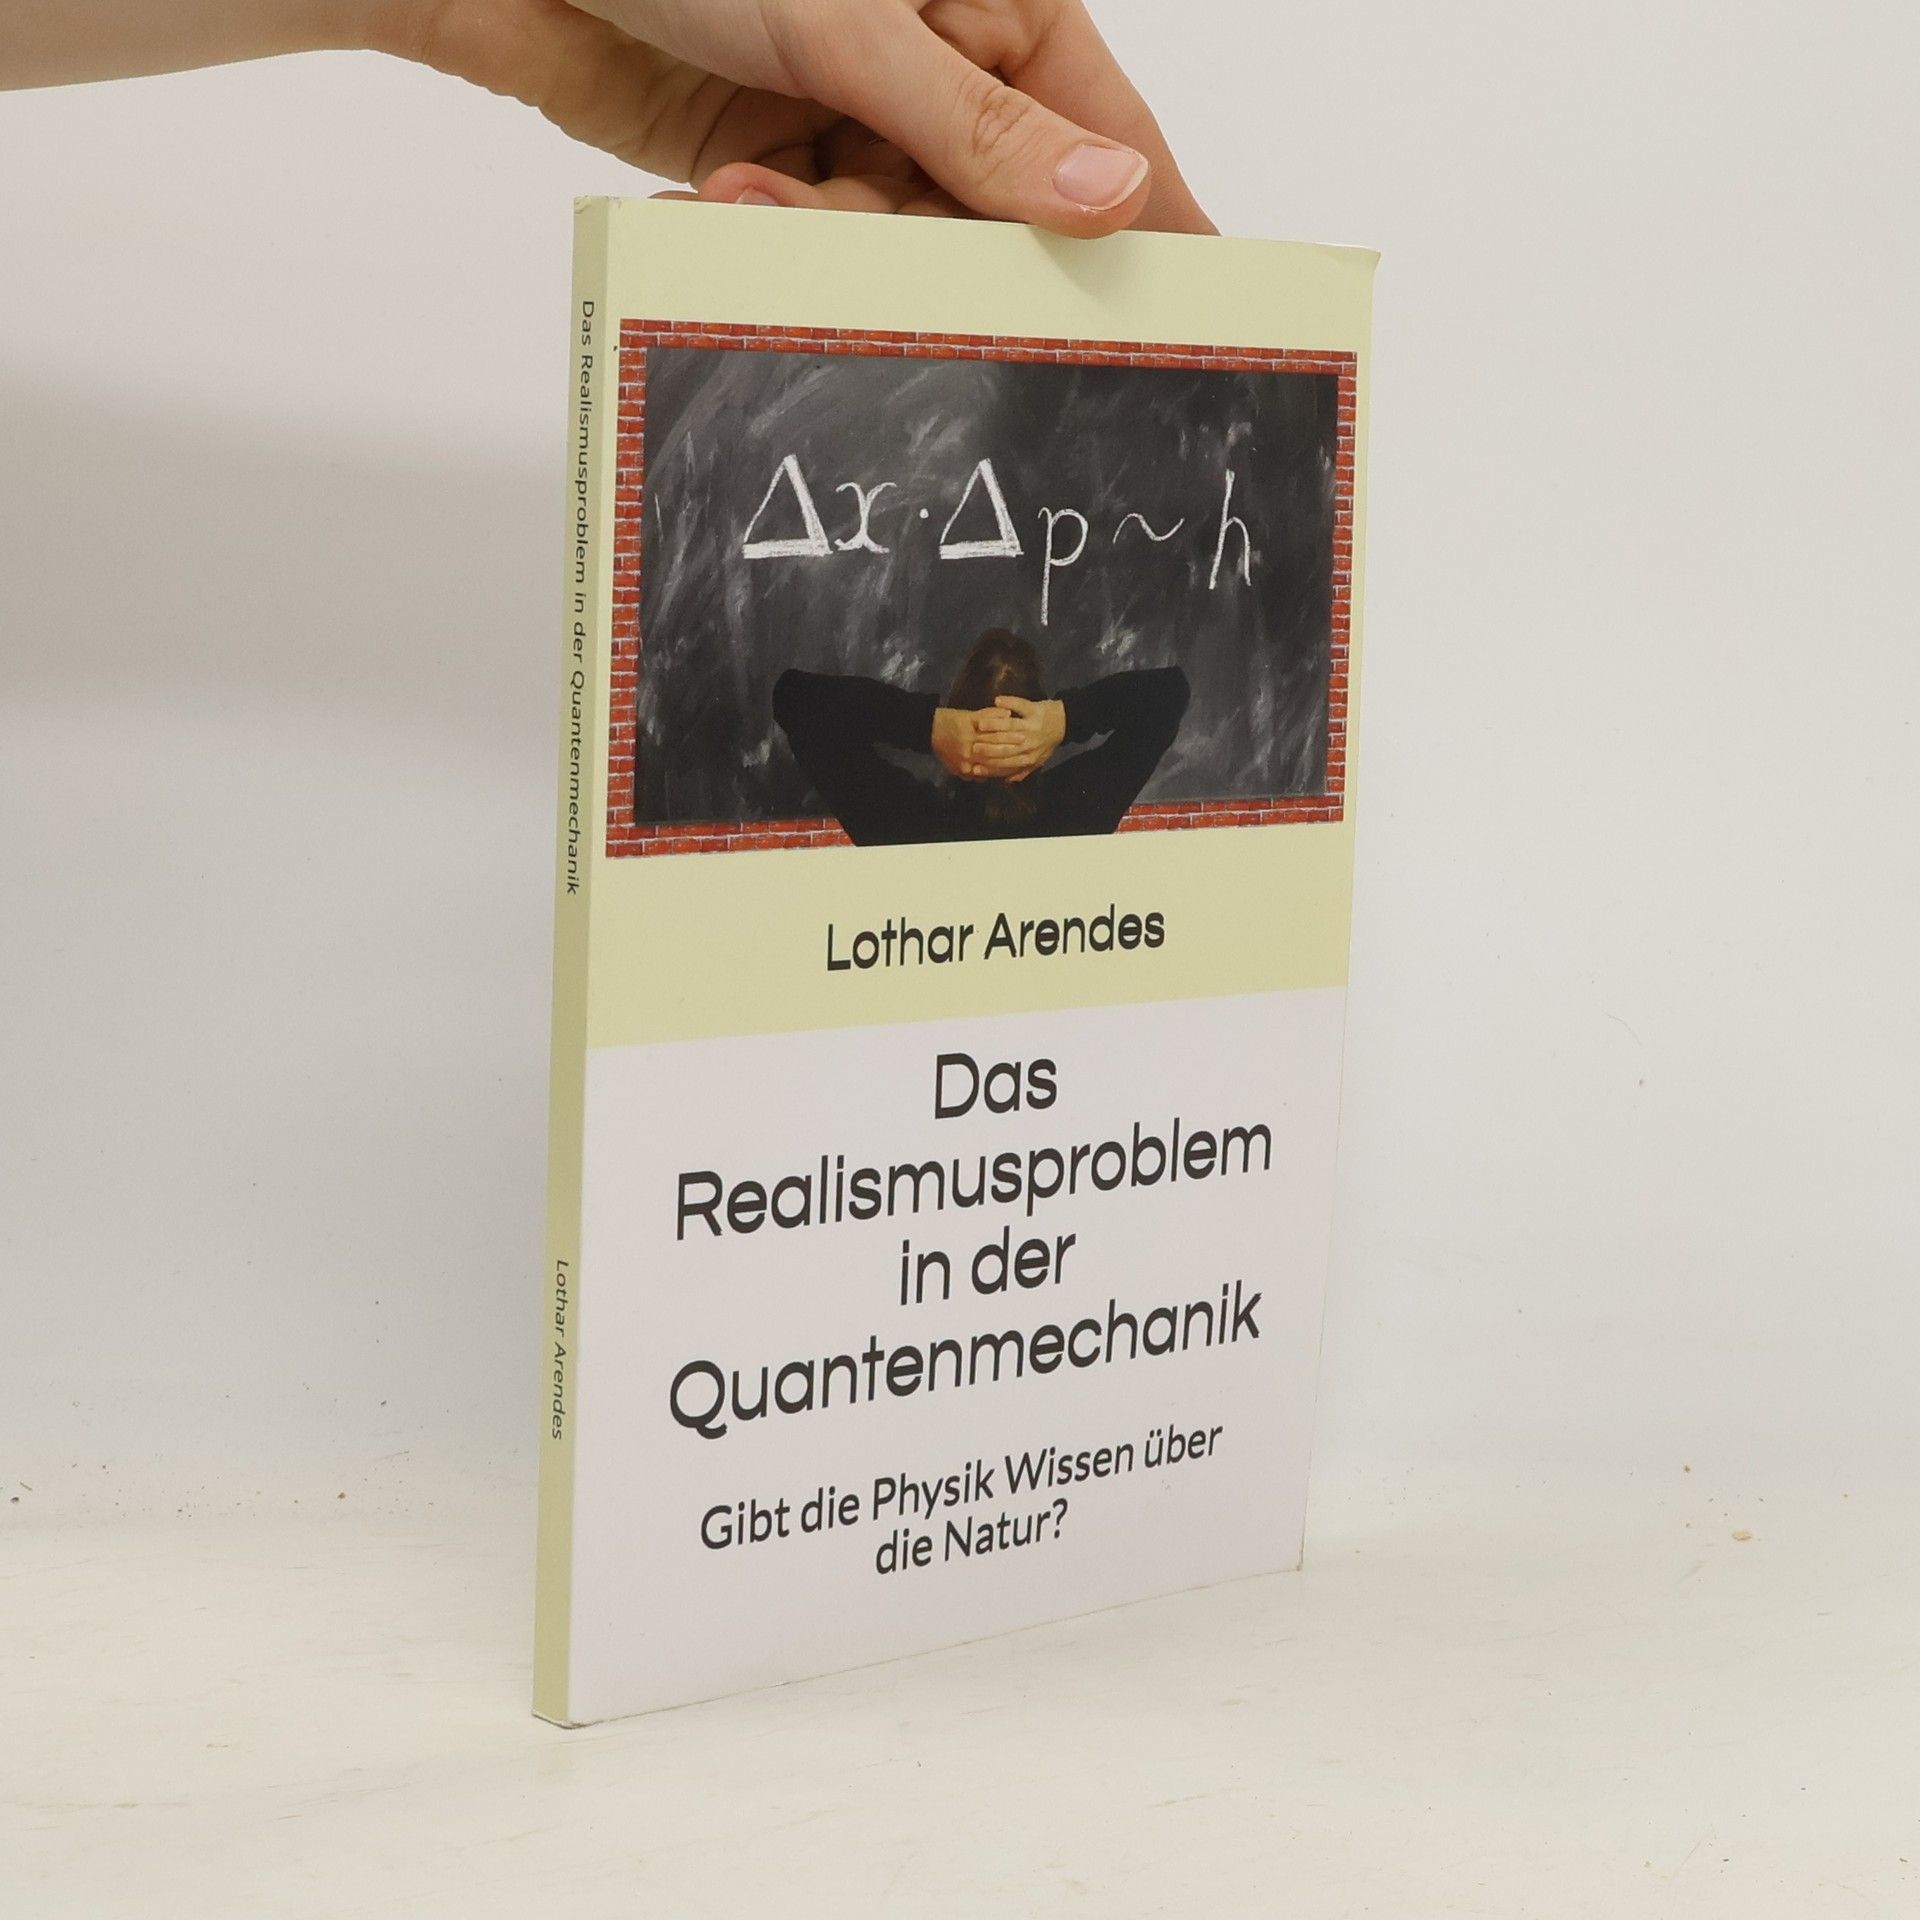 Das Realismusproblem in der Quantenmechanik
Lothar Arendes
Δx · Δp ~ h
Lothar Arendes
Das
Realismusproblem
in der
Quantenmechanik
Gibt die Physik Wissen über
die Natur?